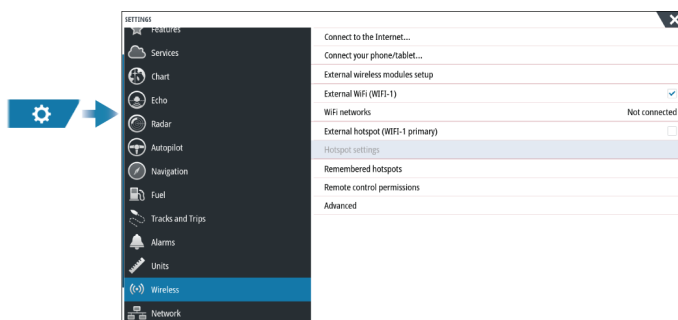 SETTINGS
Features
Services
Chart
Echo
Radar
Autopilot
Navigation
Fuel
Tracks and Trips
Alarms
Units
Wireless
Network
Connect to the Internet...
Connect your phone/tablet...
External wireless modules setup
External WiFi (WIFI-1)
WiFi networks Not connected
External hotspot (WIFI-1 primary)
Hotspot settings
Remembered hotspots
Remote control permissions
Advanced